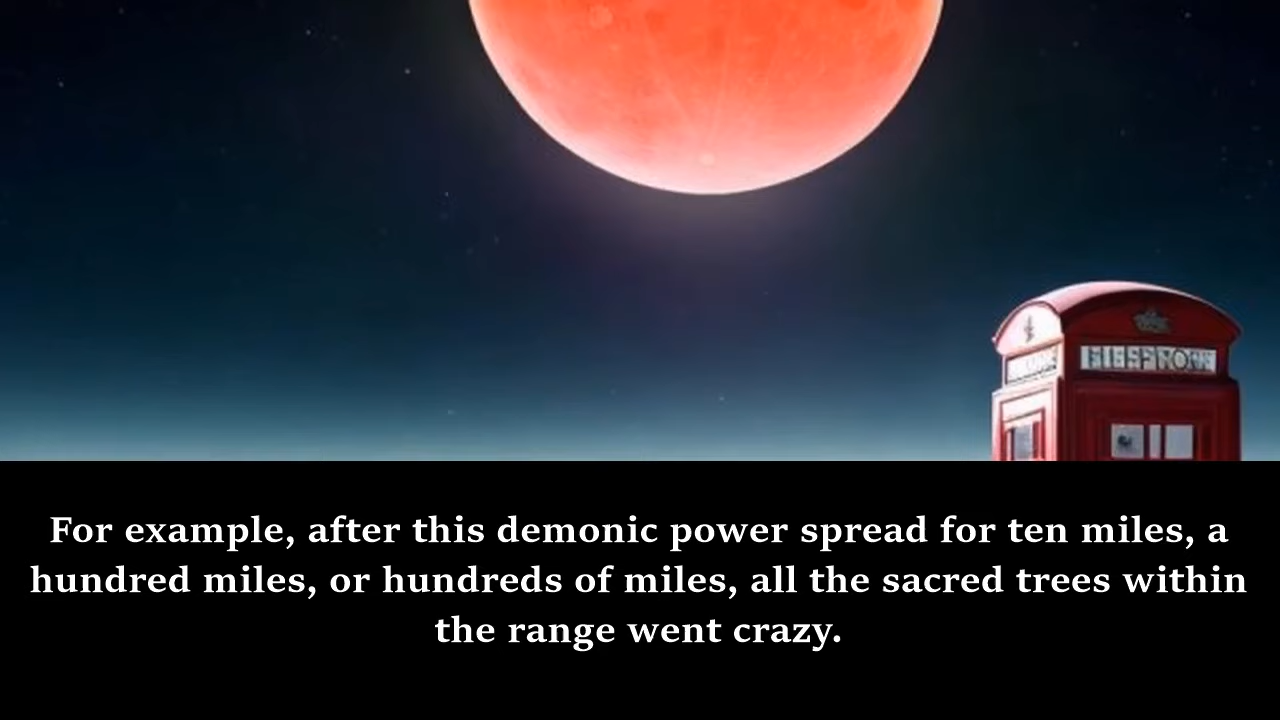 For example, after this demonic power spread for ten miles, a
hundred miles, or hundreds of miles, all the sacred trees within
the range went crazy.